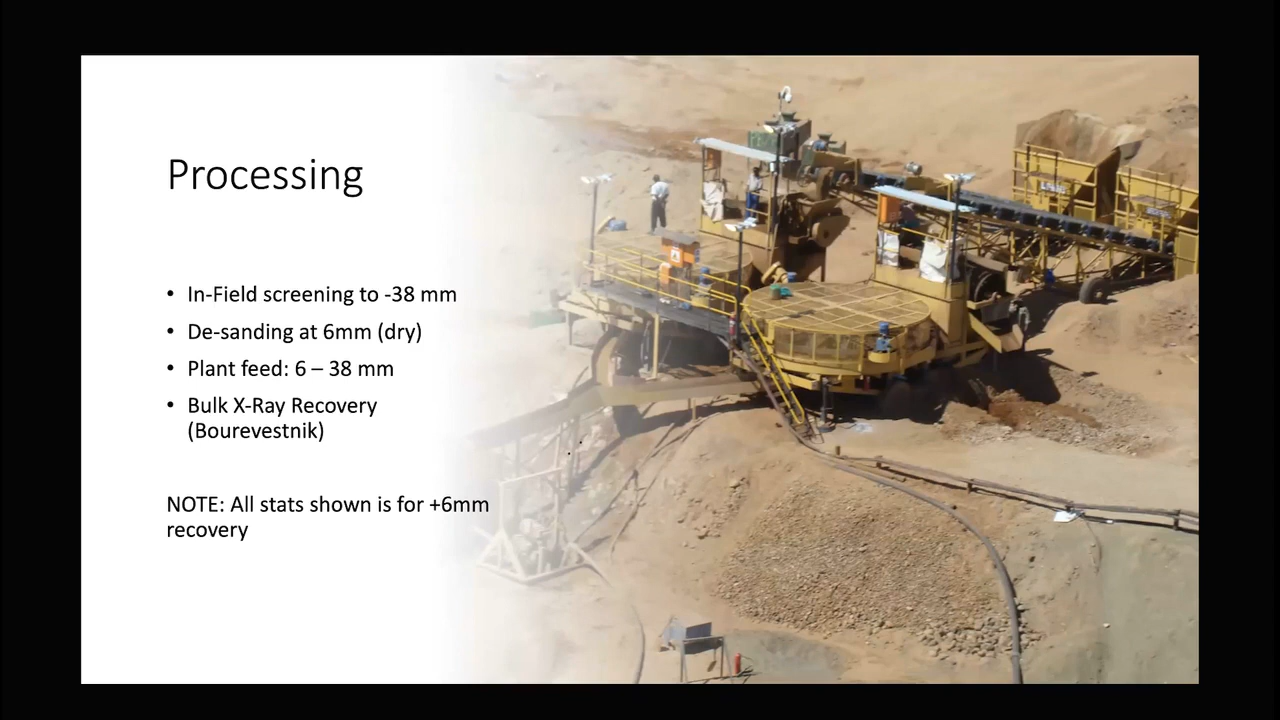 Processing
• In-Field screening to -38 mm
• De-sanding at 6mm (dry)
• Plant feed: 6 – 38 mm
• Bulk X-Ray Recovery
(Bourevestnik)
NOTE: All stats shown is for +6mm
recovery